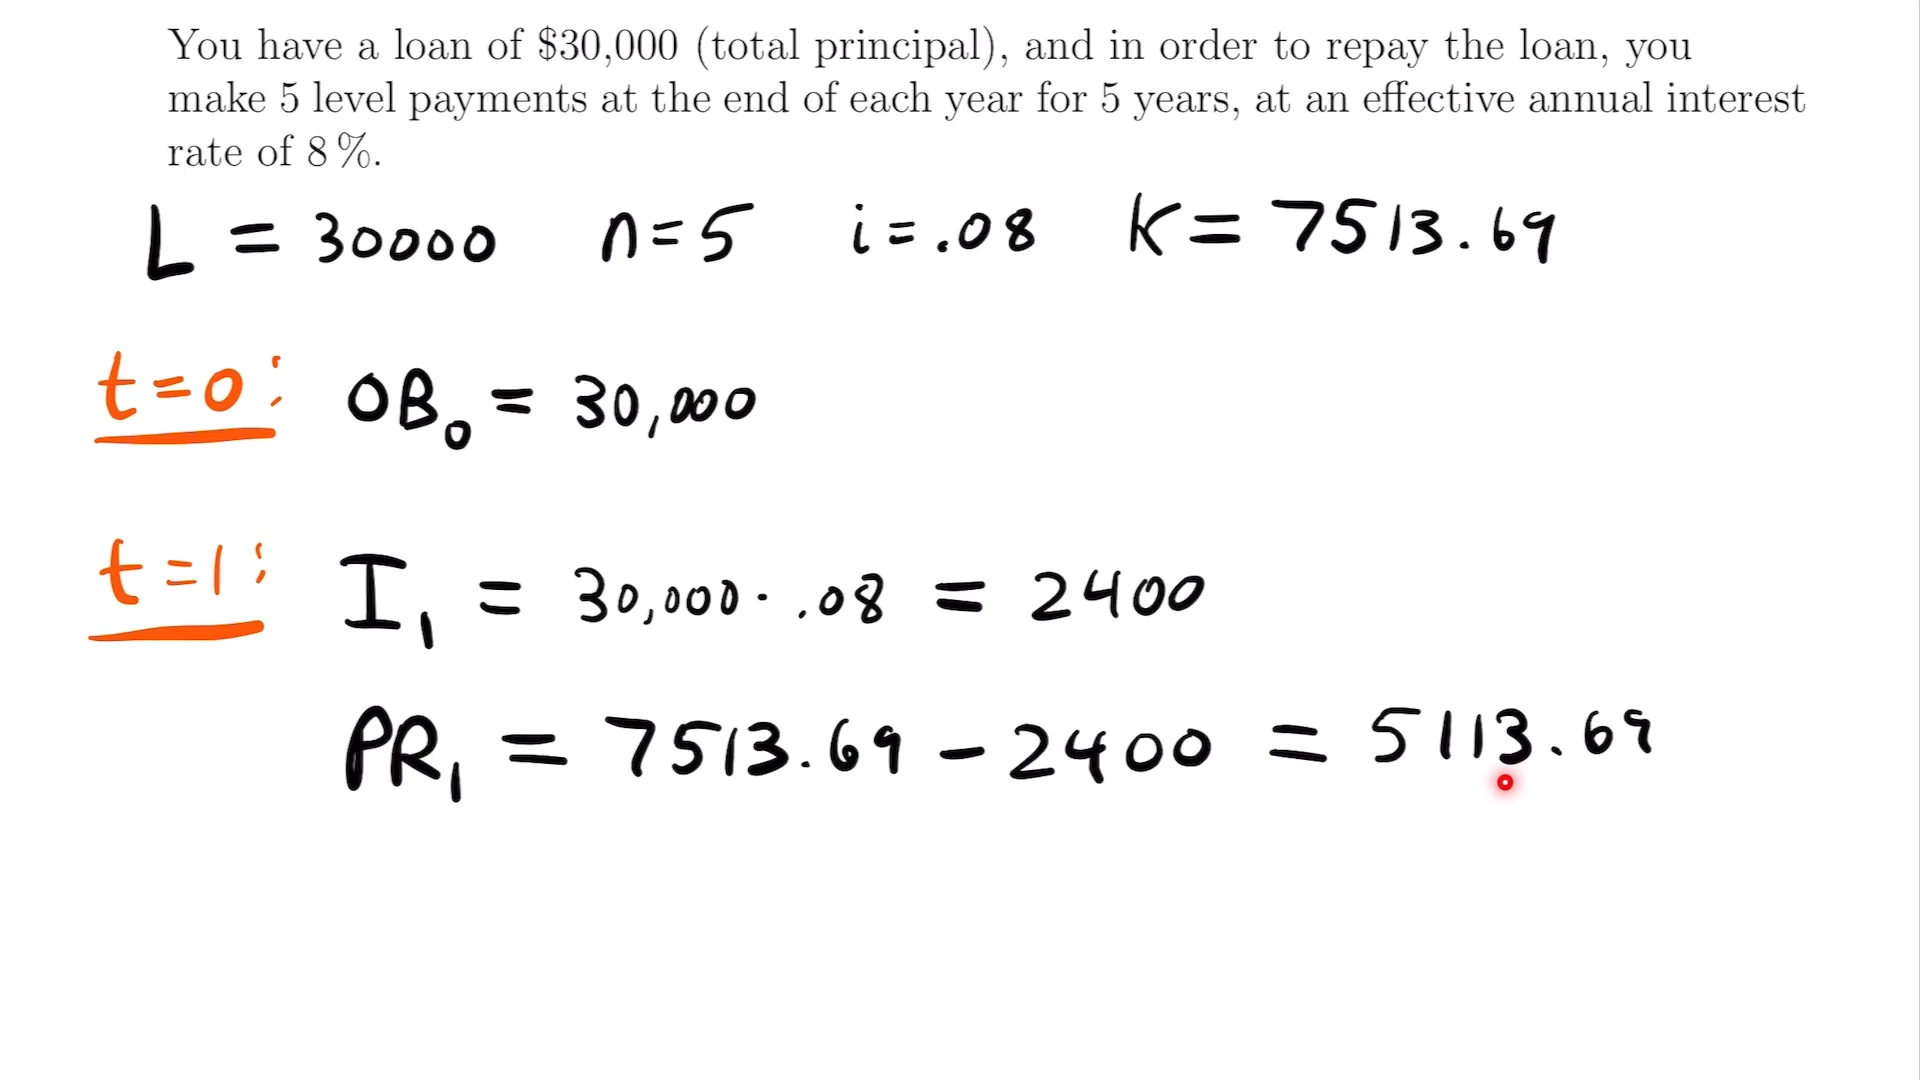 You have a loan of $30,000 (total principal), and in order to repay the loan, you
make 5 level payments at the end of each year for 5 years, at an effective annual interest
rate of 8 %.
L = 30000 n = 5 i = .08 K = 7513.69
t = 0 : OB₀ = 30,000
t = 1 : I₁ = 30,000 · .08 = 2400
PR₁ = 7513.69 − 2400 = 5113.69